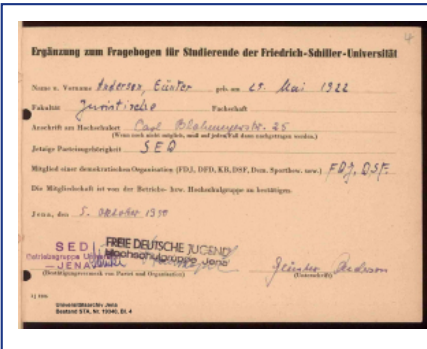 4
Ergänzung zum Fragebogen für Studierende der Friedrich-Schiller-Universität
Name u. Vorname Andersen, Günter geb. am 29. Mai 1922
Fakultät Juristische Fachschaft
Anschrift am Hochschulort Carl Blohmeyerstr. 25
(Wenn noch nicht möglich, muß auf jeden Fall dann nachgetragen werden.)
Jetzige Parteizugehörigkeit SED
Mitglied einer demokratischen Organisation (FDJ, DFD, KB, DSF, Dem. Sportbew. usw.) FDJ, DSF.
Die Mitgliedschaft ist von der Betriebs- bzw. Hochschulgruppe zu bestätigen.
Jena, den 5. Oktober 1950
SED FREIE DEUTSCHE JUGEND
Betriebsgruppe Hochschulgruppe Jena
— JENA
(Bestätigungsvermerk von Partei und Organisation) (Unterschrift)
Günter Andersen
Universitätsarchiv Jena
Bestand STA, Nr. 10040, Bl. 4